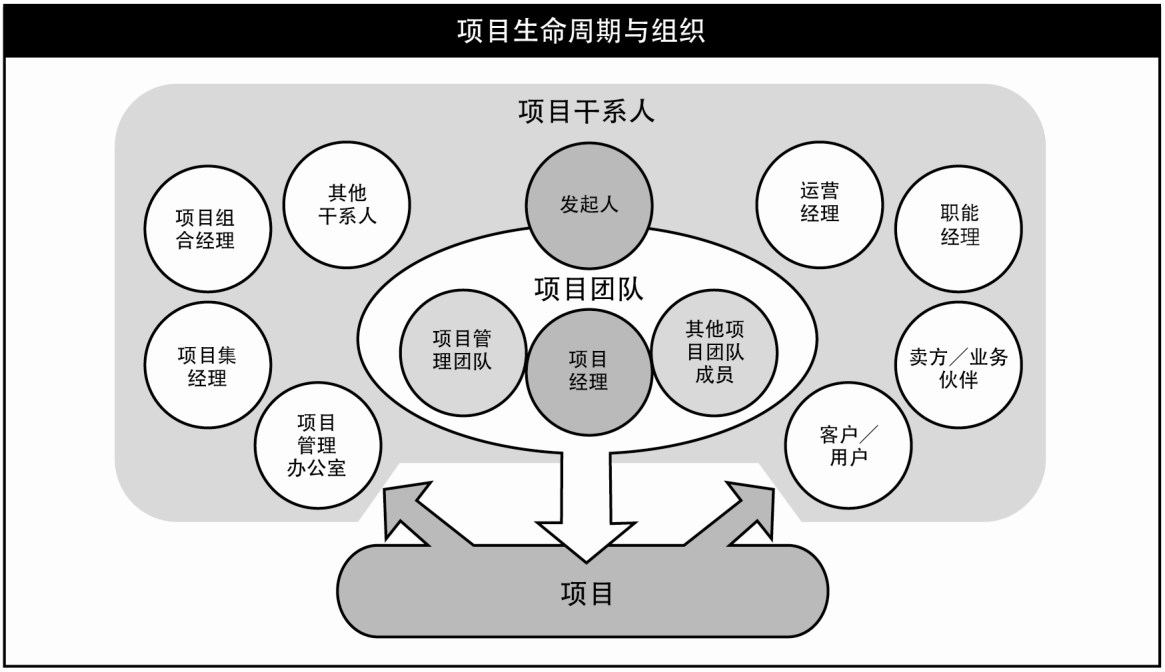 项目生命周期与组织
项目干系人
项目组
合经理
其他
干系人
发起人
运营
经理
职能
经理
项目团队
项目集
经理
项目管
理团队
项目
经理
其他项
目团队
成员
卖方／业务
伙伴
项目
管理
办公室
客户／
用户
项目